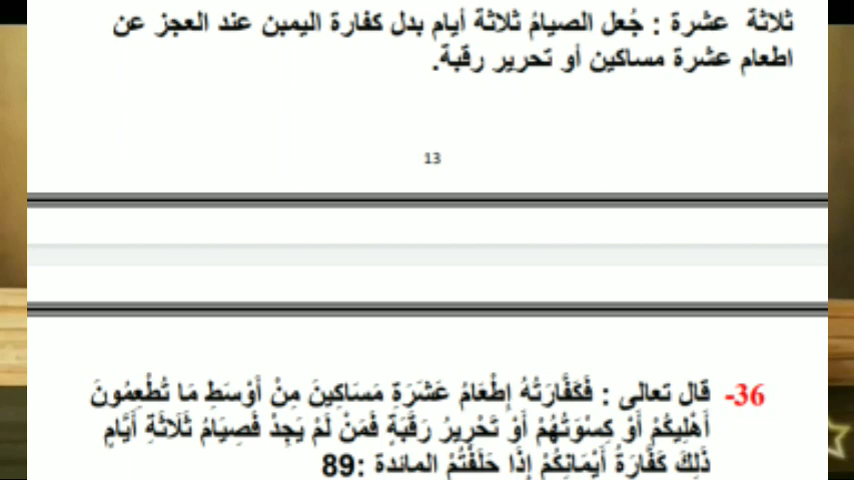 ثلاثة عشرة : جُعل الصيامُ ثلاثة أيام بدل كفارة اليمين عند العجز عن
اطعام عشرة مساكين أو تحرير رقبة.
13
36- قال تعالى : فَكَفَّارَتُهُ إِطْعَامُ عَشَرَةِ مَسَاكِينَ مِنْ أَوْسَطِ مَا تُطْعِمُونَ
أَهْلِيكُمْ أَوْ كِسْوَتُهُمْ أَوْ تَحْرِيرُ رَقَبَةٍ فَمَنْ لَمْ يَجِدْ فَصِيَامُ ثَلَاثَةِ أَيَّامٍ
ذَلِكَ كَفَّارَةُ أَيْمَانِكُمْ إِذَا حَلَفْتُمْ المائدة :89